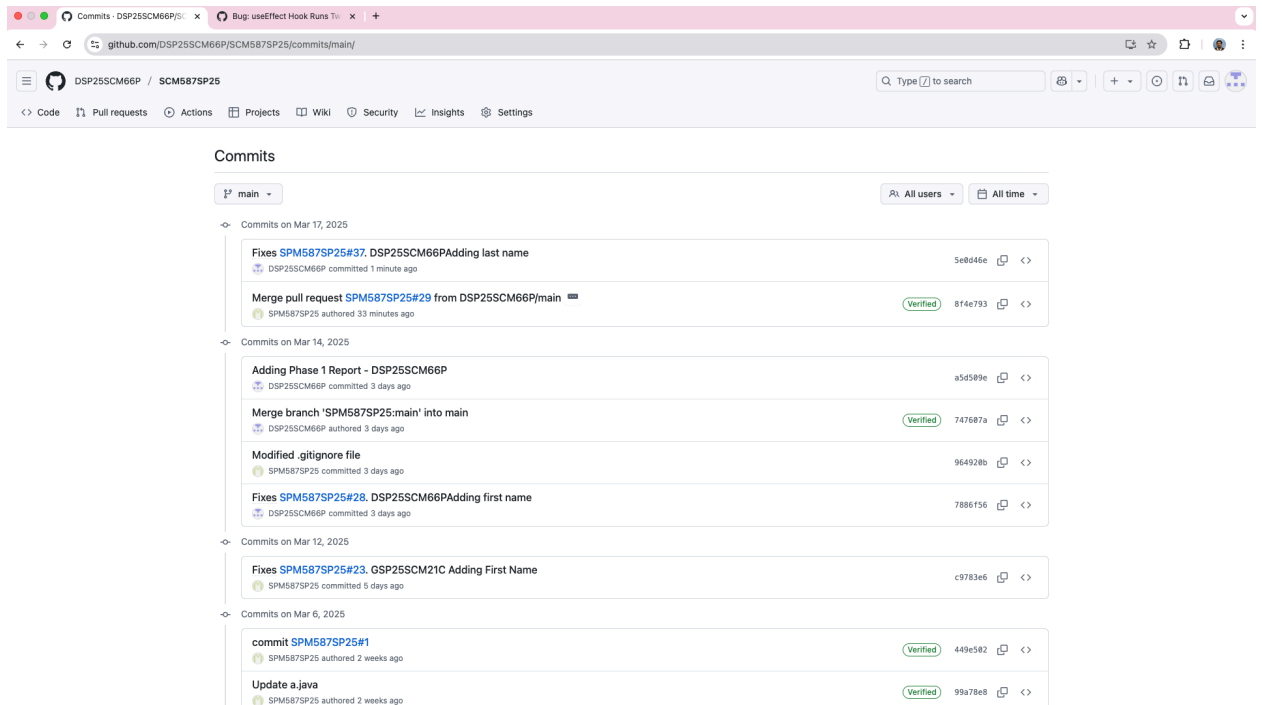 Commits · DSP25SCM66P/SC
Bug: useEffect Hook Runs Tw
github.com/DSP25SCM66P/SCM587SP25/commits/main/
DSP25SCM66P / SCM587SP25
Type / to search
Code Pull requests Actions Projects Wiki Security Insights Settings
Commits
main All users All time
Commits on Mar 17, 2025
Fixes SPM587SP25#37. DSP25SCM66PAdding last name
DSP25SCM66P committed 1 minute ago
5e0d46e
Merge pull request SPM587SP25#29 from DSP25SCM66P/main
SPM587SP25 authored 33 minutes ago
Verified 8f4e793
Commits on Mar 14, 2025
Adding Phase 1 Report - DSP25SCM66P
DSP25SCM66P committed 3 days ago
a5d509e
Merge branch 'SPM587SP25:main' into main
DSP25SCM66P authored 3 days ago
Verified 747607a
Modified .gitignore file
SPM587SP25 committed 3 days ago
964920b
Fixes SPM587SP25#28. DSP25SCM66PAdding first name
DSP25SCM66P committed 3 days ago
7886f56
Commits on Mar 12, 2025
Fixes SPM587SP25#23. GSP25SCM21C Adding First Name
SPM587SP25 committed 5 days ago
c9783e6
Commits on Mar 6, 2025
commit SPM587SP25#1
SPM587SP25 authored 2 weeks ago
Verified 449e502
Update a.java
SPM587SP25 authored 2 weeks ago
Verified 99a78e8